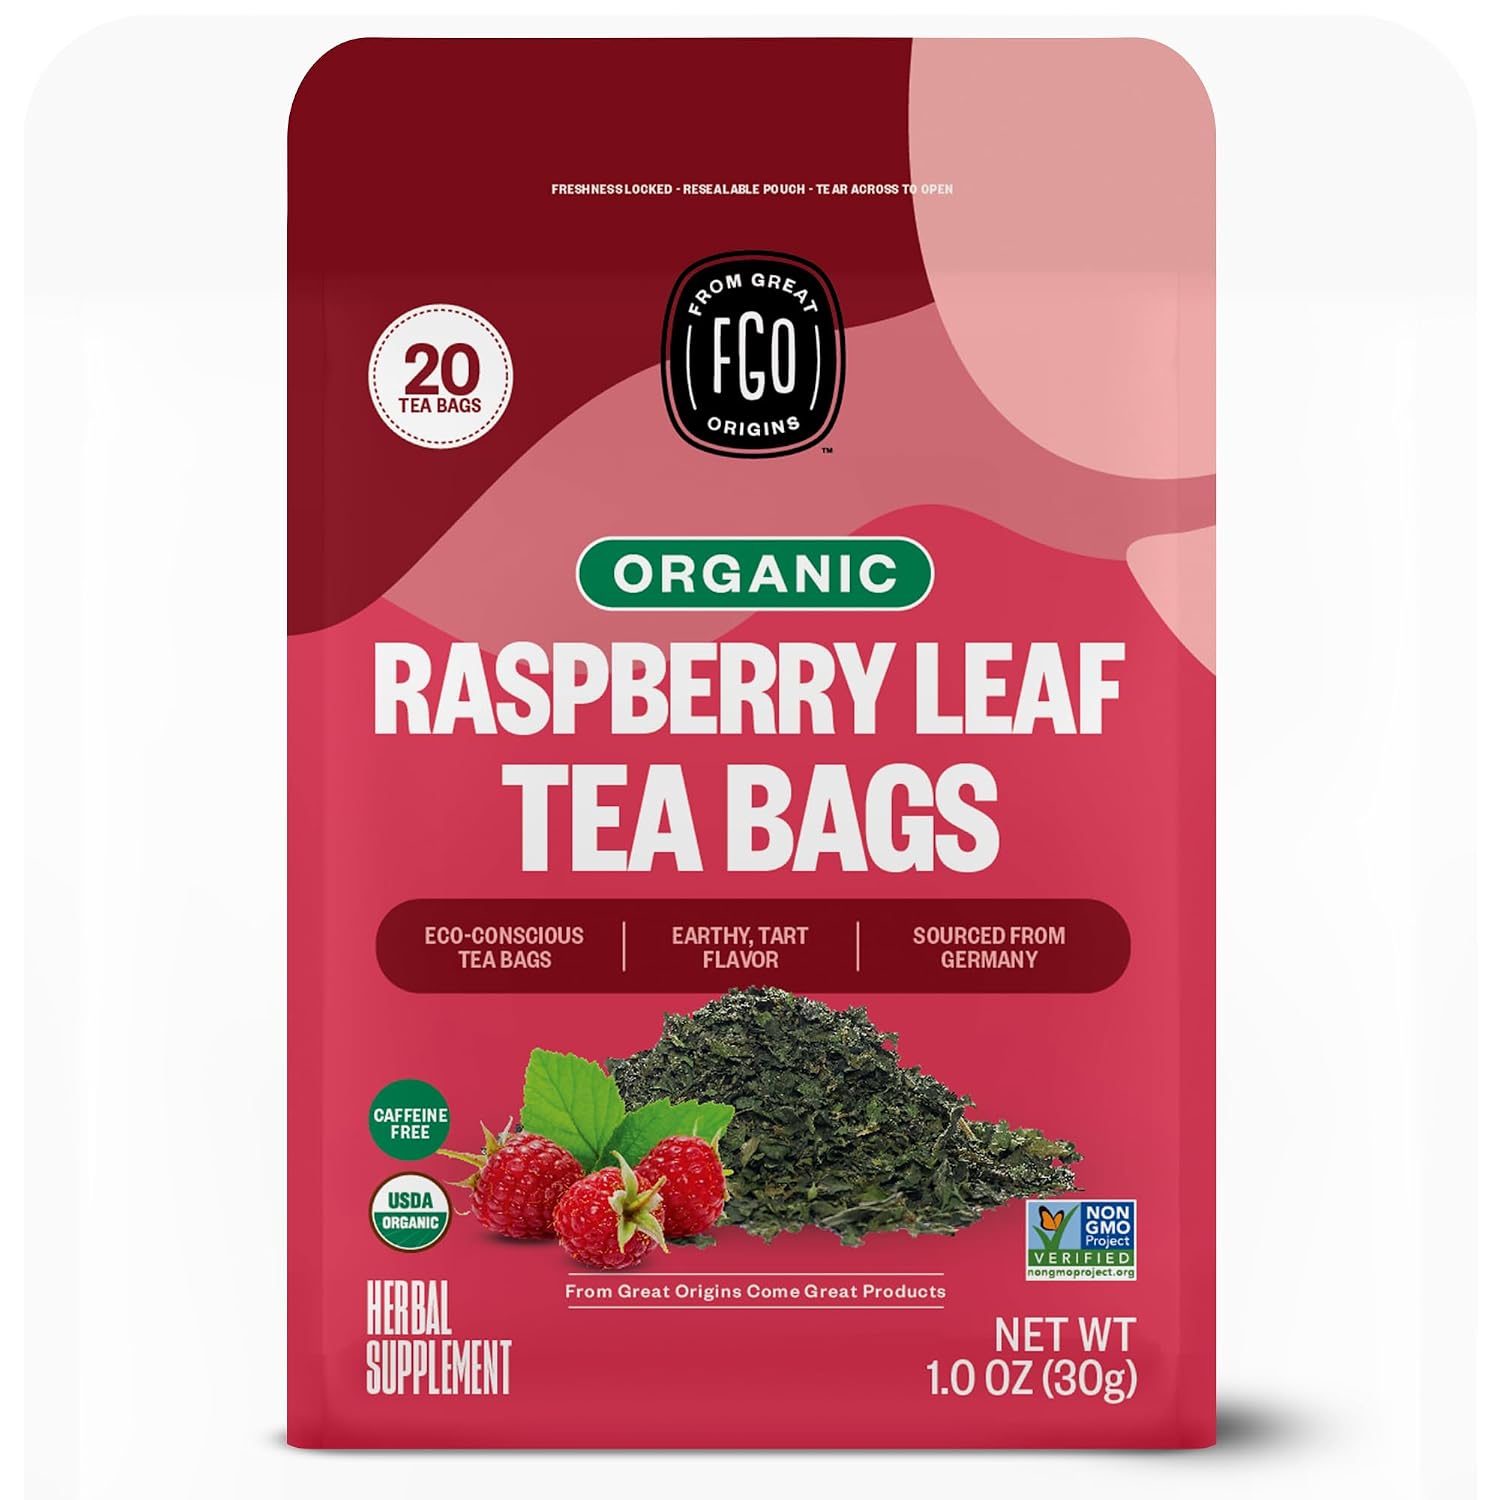 FRESHNESS LOCKED - RESEALABLE POUCH - TEAR ACROSS TO OPEN
FROM GREAT
FGO
ORIGINS
TM
20
TEA BAGS
ORGANIC
RASPBERRY LEAF
TEA BAGS
ECO-CONSCIOUS
TEA BAGS
EARTHY, TART
FLAVOR
SOURCED FROM
GERMANY
CAFFEINE
FREE
USDA
ORGANIC
NON
GMO
Project
VERIFIED
nongmoproject.org
From Great Origins Come Great Products
HERBAL
SUPPLEMENT
NET WT
1.0 OZ (30g)